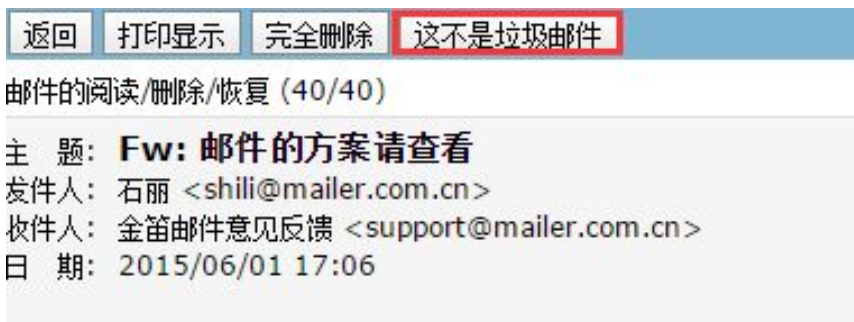 返回 打印显示 完全删除 这不是垃圾邮件
邮件的阅读/删除/恢复 (40/40)
主 题: Fw: 邮件的方案请查看
发件人: 石丽 <shili@mailer.com.cn>
收件人: 金笛邮件意见反馈 <support@mailer.com.cn>
日 期: 2015/06/01 17:06